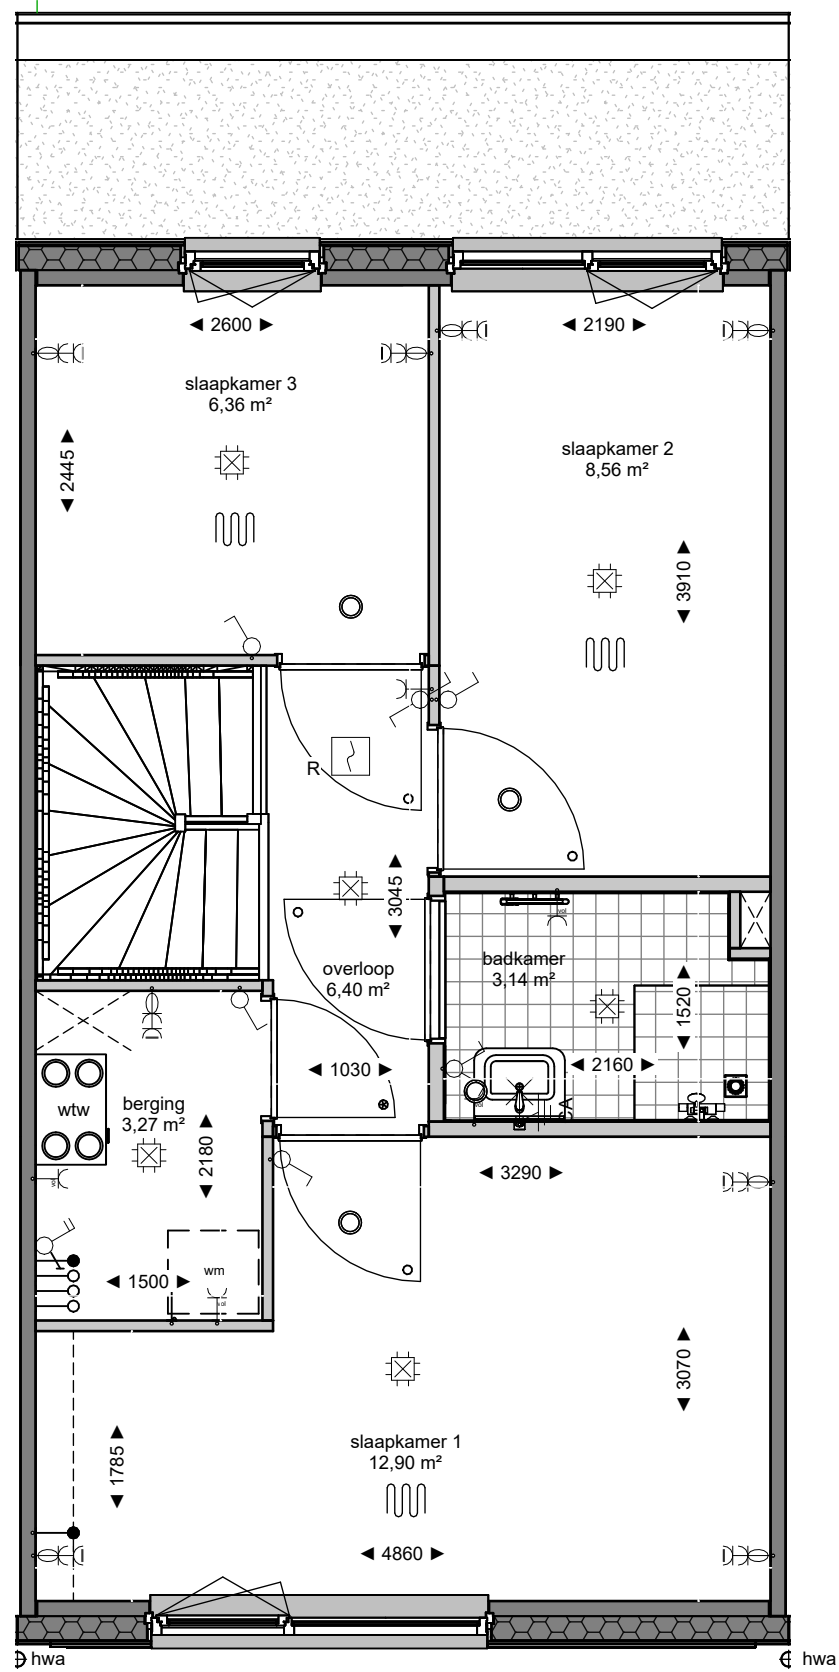 ◄ 2600 ►
◄ 2190 ►
slaapkamer 3
6,36 m²
◄ 2445 ►
slaapkamer 2
8,56 m²
◄ 3910 ►
R
◄ 3045 ►
overloop
6,40 m²
badkamer
3,14 m²
◄ 1520 ►
◄ 1030 ►
◄ 2160 ►
wtw
berging
3,27 m²
◄ 2180 ►
◄ 3290 ►
◄ 1500 ►
wm
◄ 3070 ►
slaapkamer 1
12,90 m²
◄ 1785 ►
◄ 4860 ►
hwa
hwa